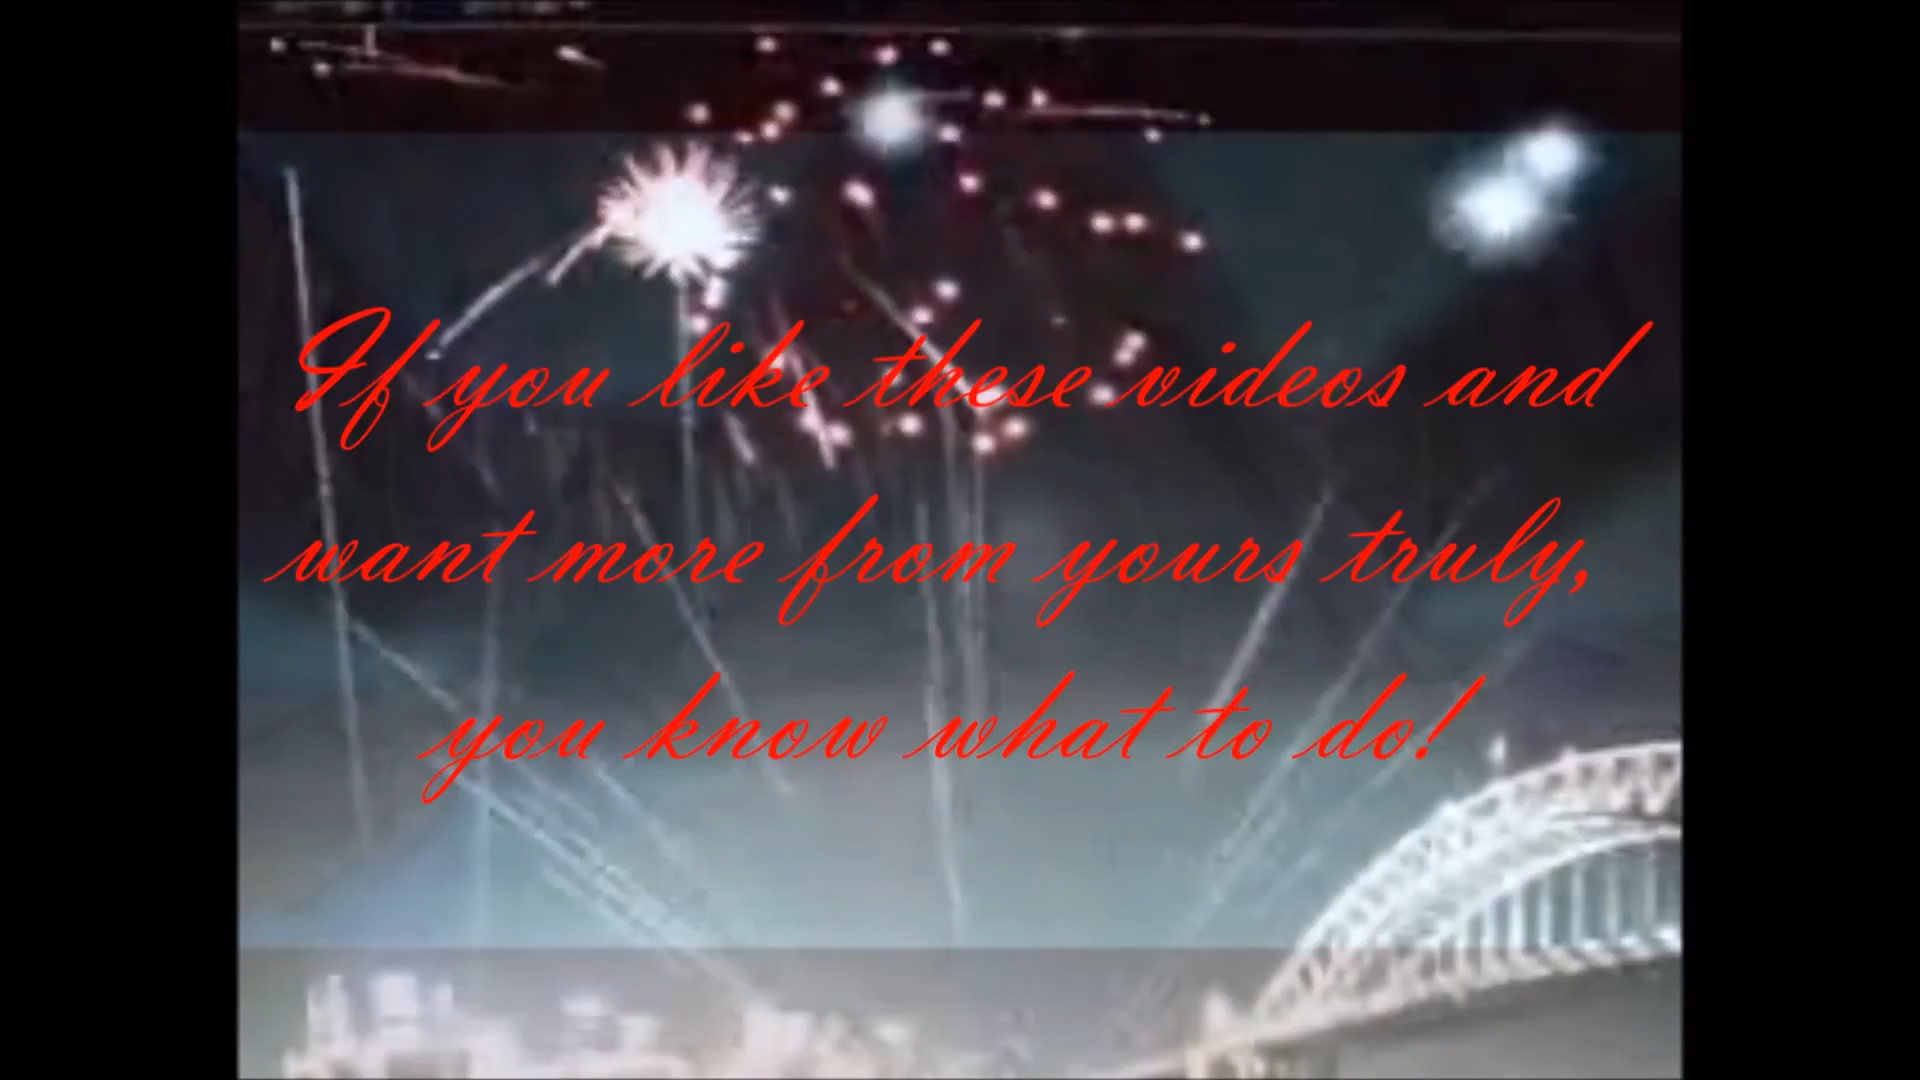 If you like these videos and
want more from yours truly,
you know what to do!